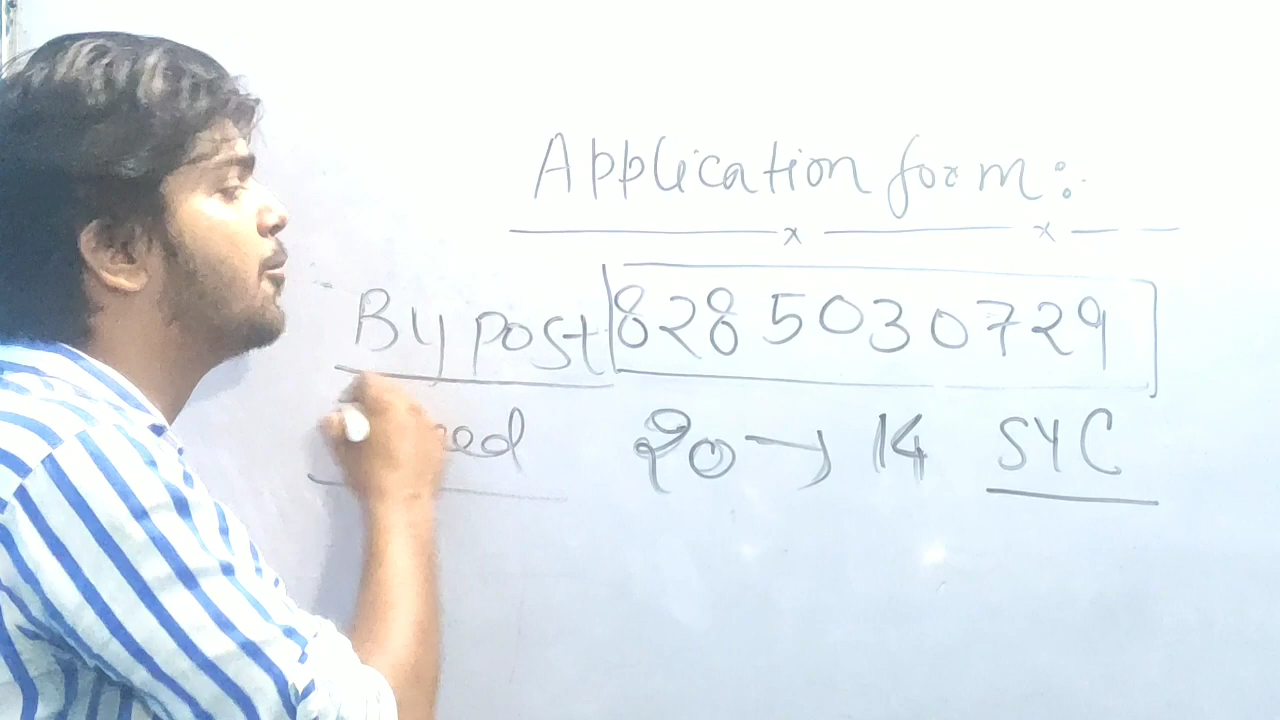 Application form:
By post 8285030729
20 → 14 SYC